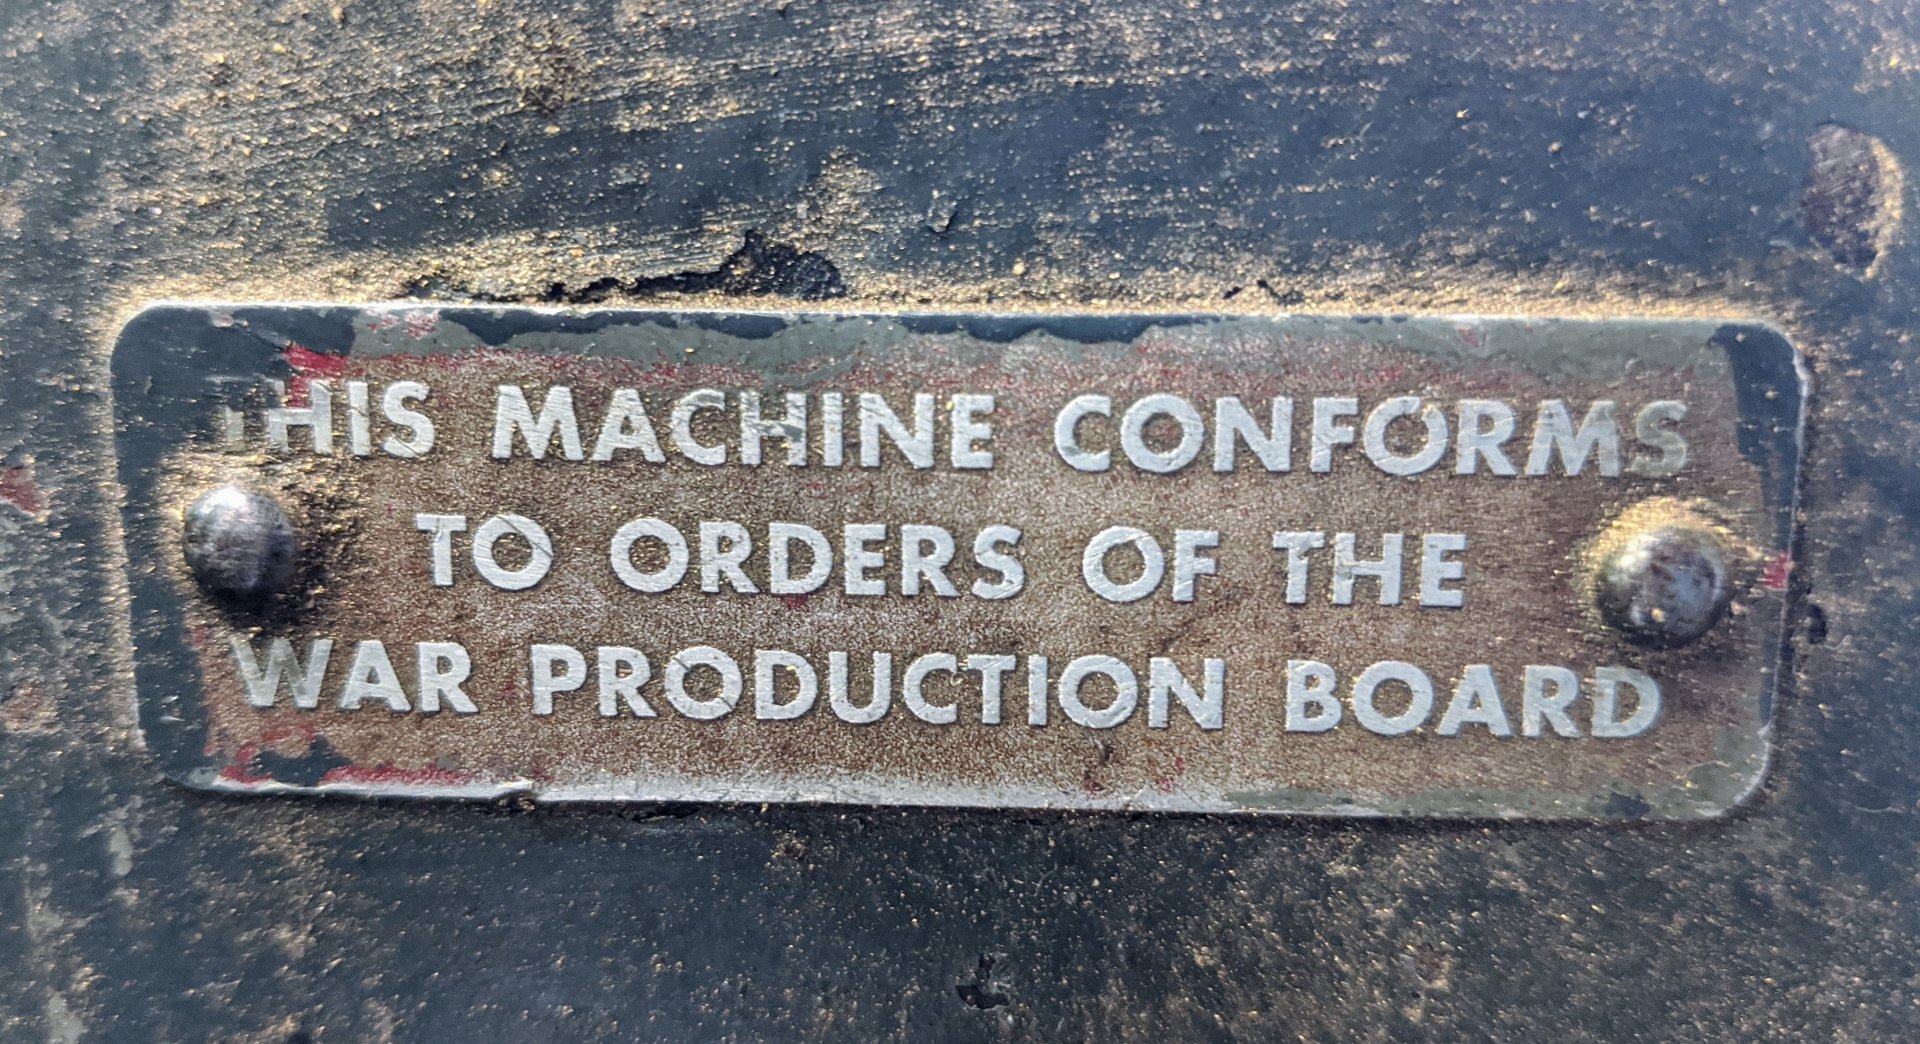 THIS MACHINE CONFORMS
TO ORDERS OF THE
WAR PRODUCTION BOARD